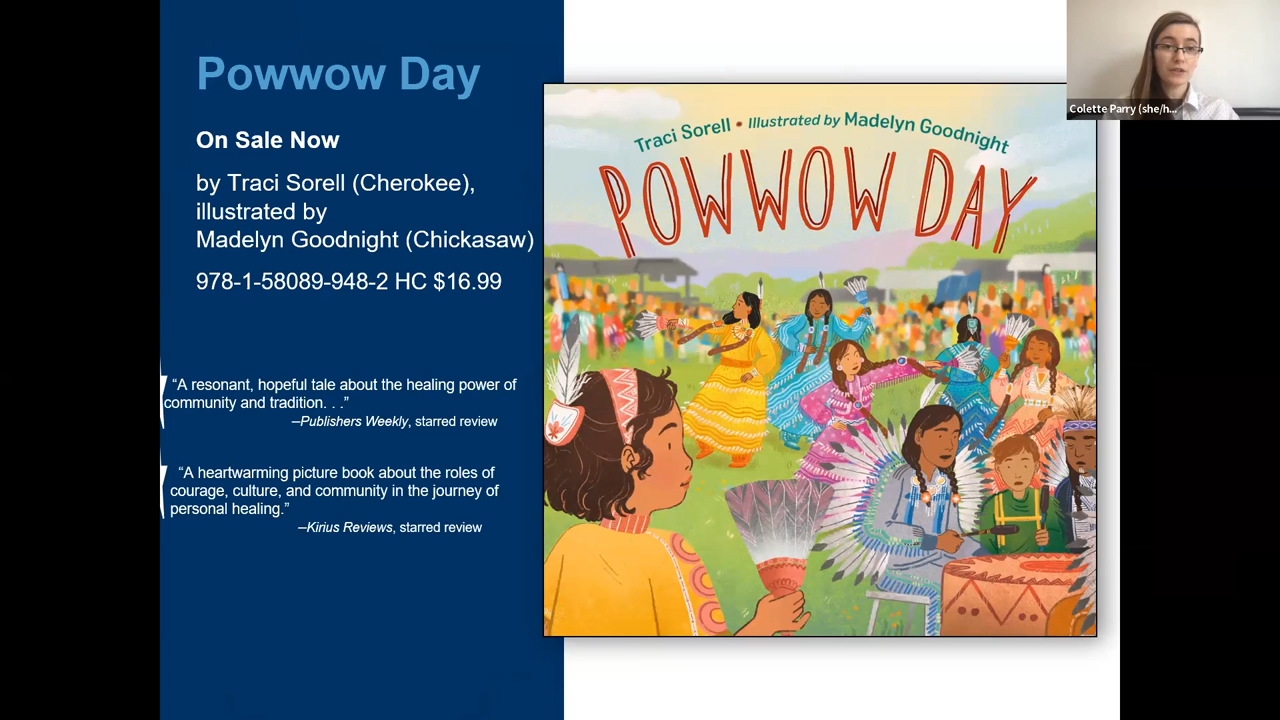 Powwow Day
On Sale Now
by Traci Sorell (Cherokee),
illustrated by
Madelyn Goodnight (Chickasaw)
978-1-58089-948-2 HC $16.99
“A resonant, hopeful tale about the healing power of
community and tradition. . .”
—Publishers Weekly, starred review
“A heartwarming picture book about the roles of
courage, culture, and community in the journey of
personal healing.”
—Kirius Reviews, starred review
Traci Sorell • Illustrated by Madelyn Goodnight
POWWOW DAY
Colette Parry (she/h...